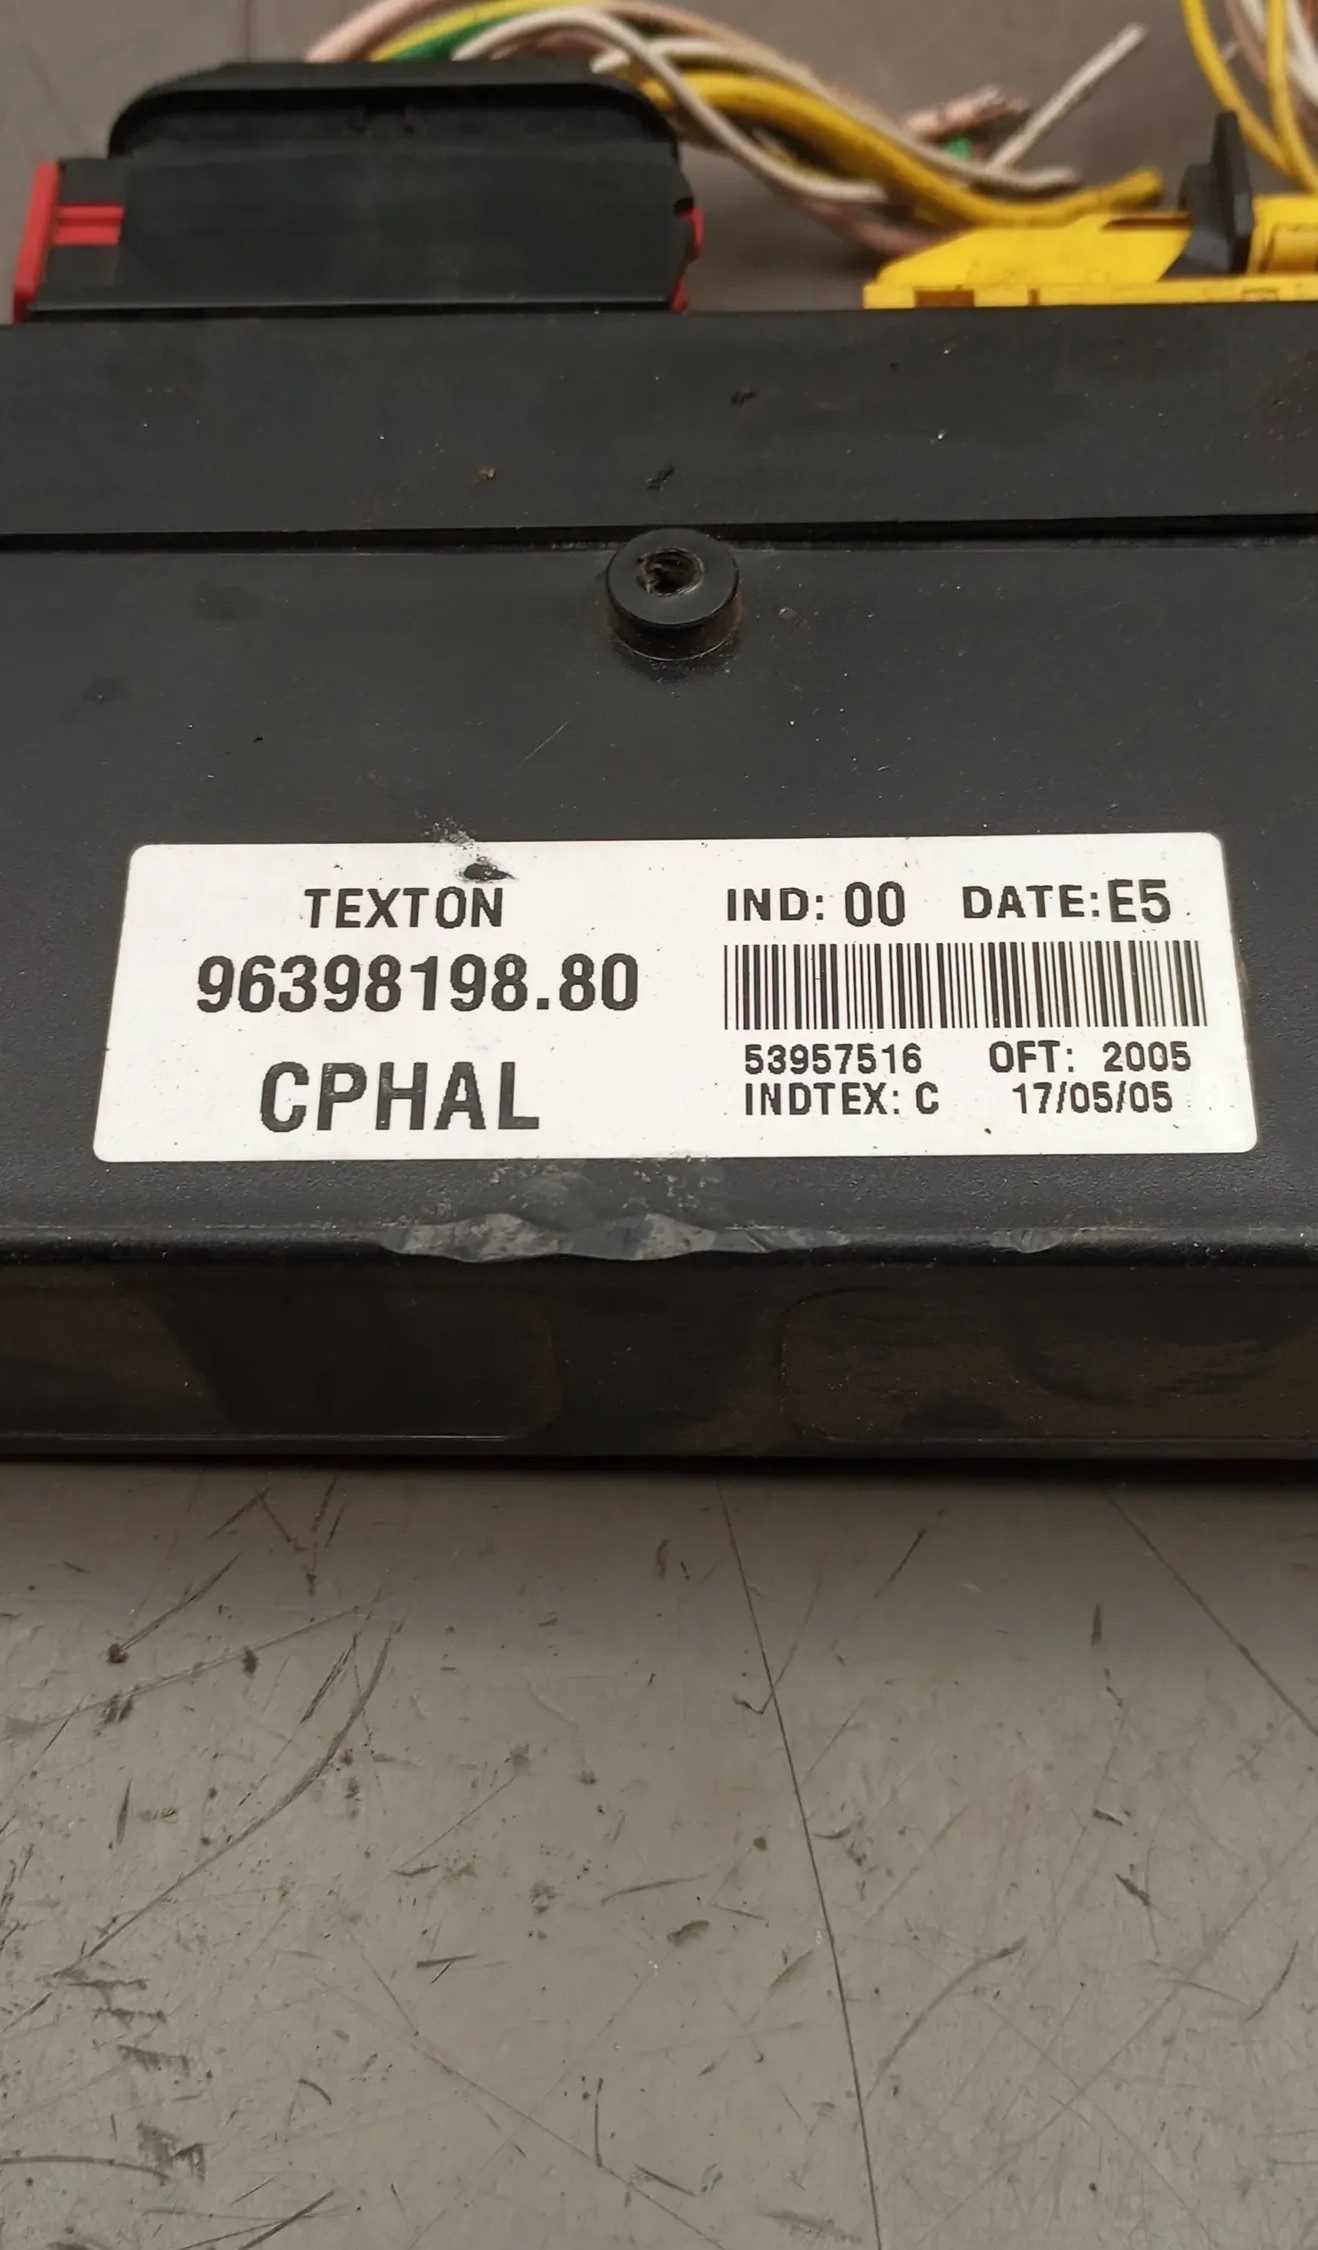 TEXTON
96398198.80
CPHAL
IND: 00 DATE: E5
53957516 OFT: 2005
INDTEX: C 17/05/05